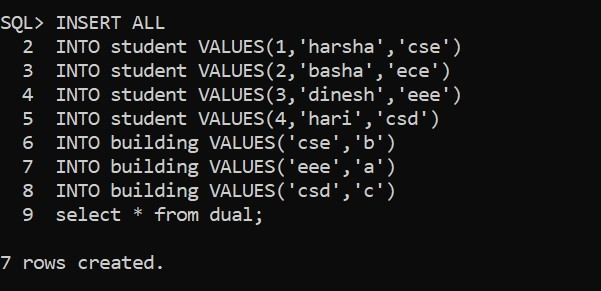 SQL> INSERT ALL
2 INTO student VALUES(1,'harsha','cse')
3 INTO student VALUES(2,'basha','ece')
4 INTO student VALUES(3,'dinesh','eee')
5 INTO student VALUES(4,'hari','csd')
6 INTO building VALUES('cse','b')
7 INTO building VALUES('eee','a')
8 INTO building VALUES('csd','c')
9 select * from dual;
7 rows created.